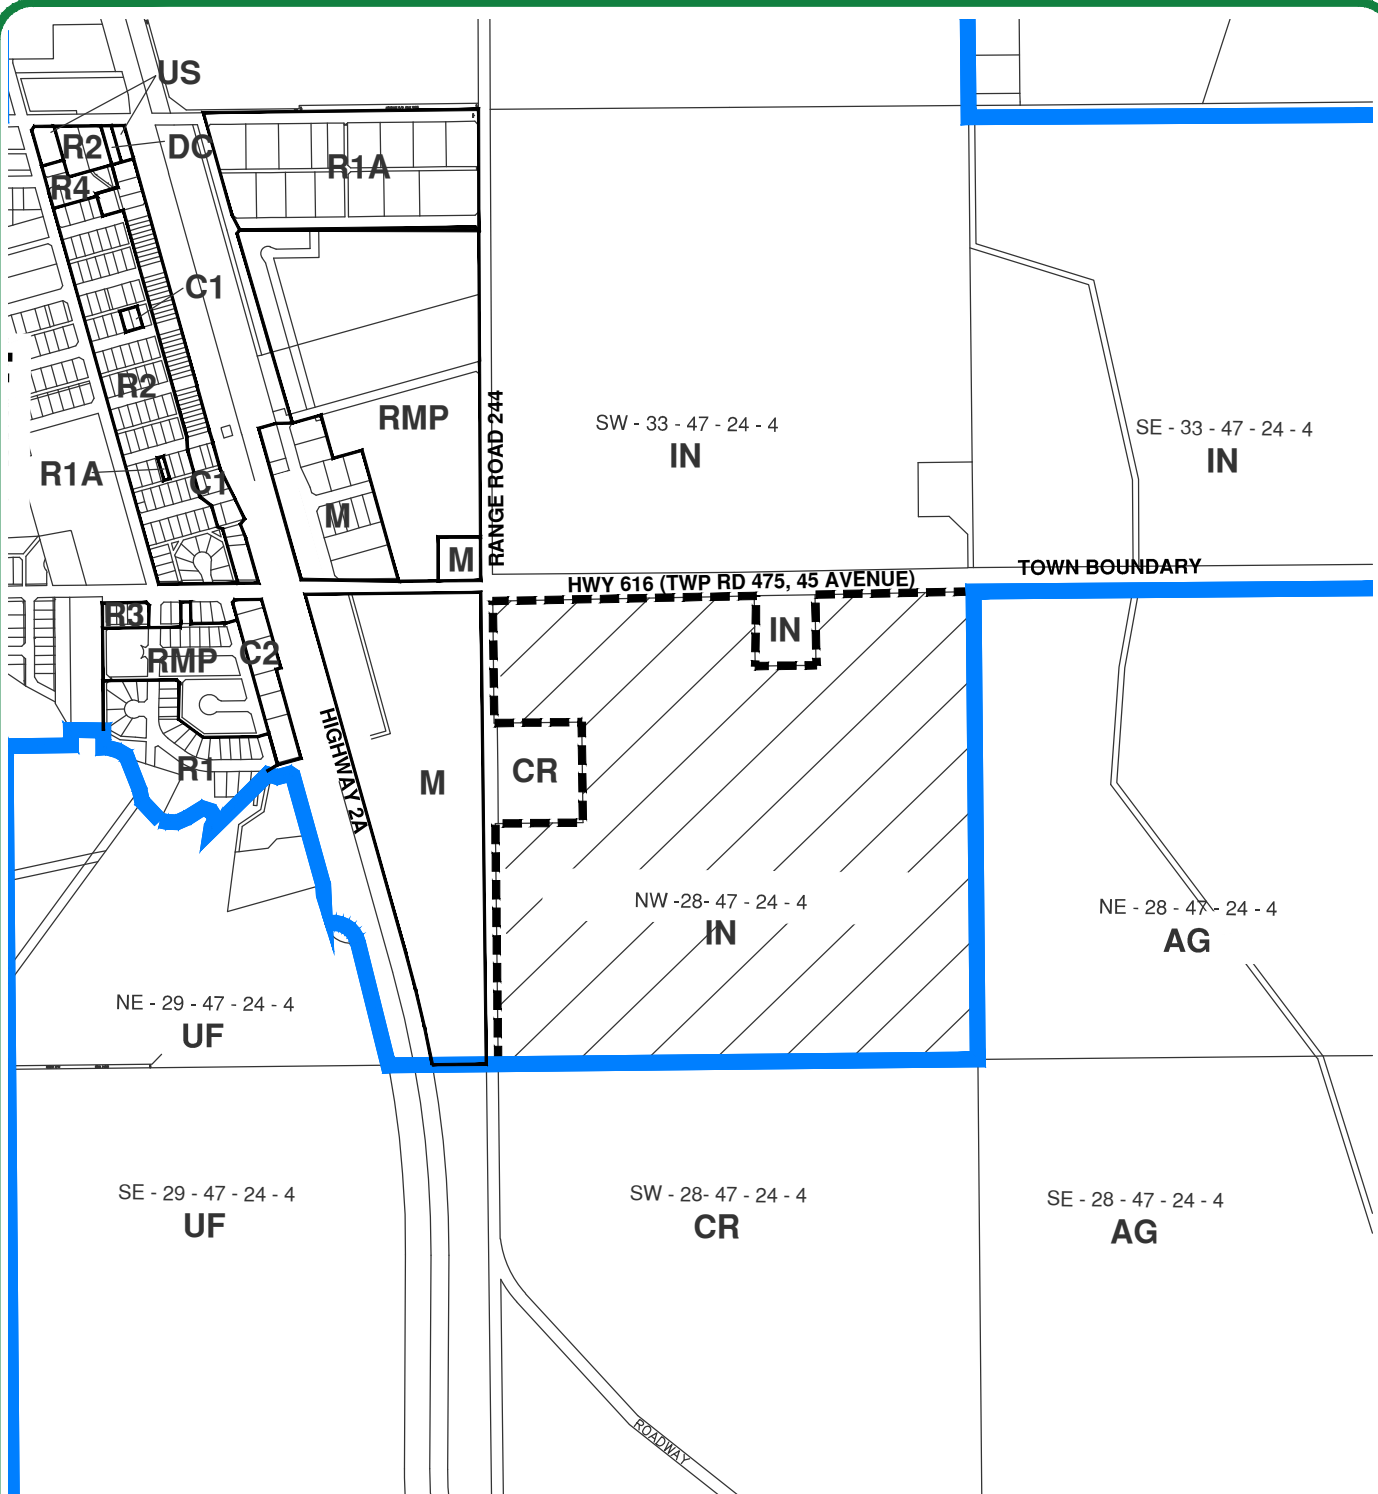 US
R2
DC
R1A
R4
C1
R2
RMP
RANGE ROAD 244
SW - 33 - 47 - 24 - 4
IN
SE - 33 - 47 - 24 - 4
IN
R1A
C1
M
M
HWY 616 (TWP RD 475, 45 AVENUE)
TOWN BOUNDARY
R3
IN
RMP
C2
HIGHWAY 2A
R1
M
CR
NW -28- 47 - 24 - 4
IN
NE - 28 - 47 - 24 - 4
AG
NE - 29 - 47 - 24 - 4
UF
SE - 29 - 47 - 24 - 4
UF
SW - 28- 47 - 24 - 4
CR
SE - 28 - 47 - 24 - 4
AG
ROADWAY